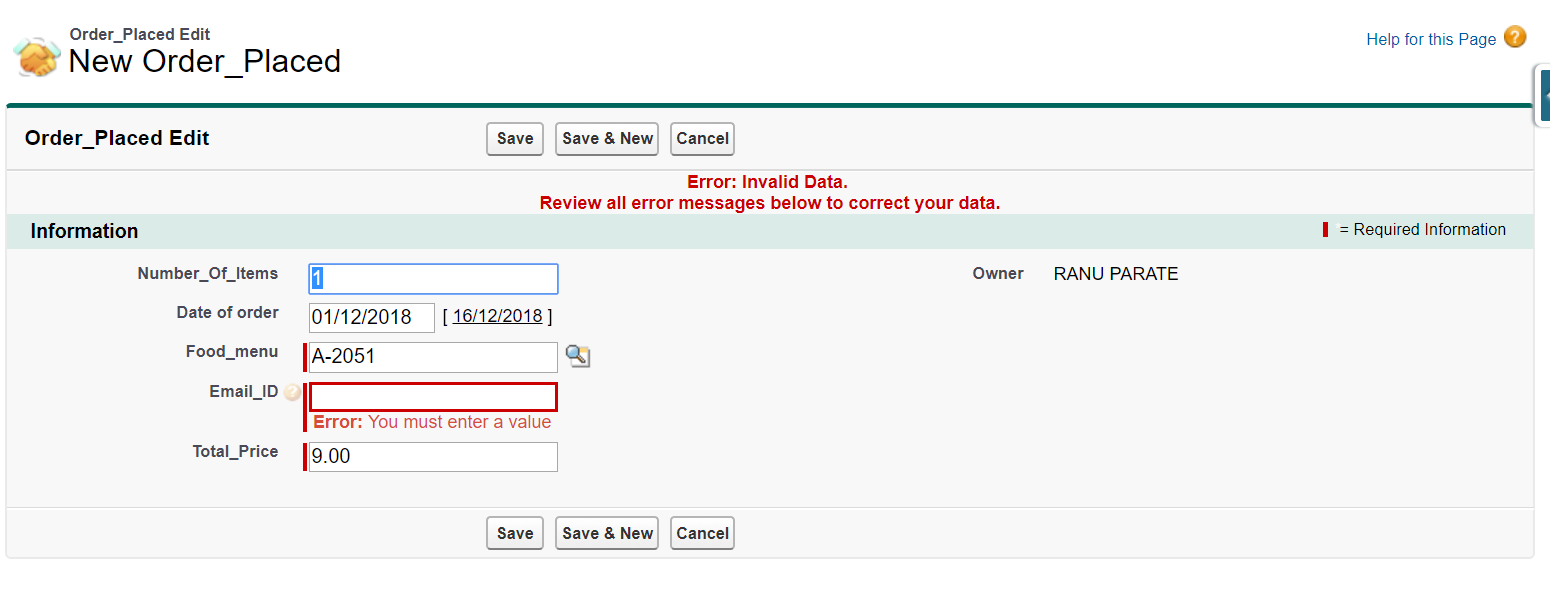 Order_Placed Edit
New Order_Placed
Help for this Page ?
Order_Placed Edit
Save
Save & New
Cancel
Error: Invalid Data.
Review all error messages below to correct your data.
Information
= Required Information
Number_Of_Items 1
Owner RANU PARATE
Date of order 01/12/2018 [ 16/12/2018 ]
Food_menu A-2051
Email_ID ?
Error: You must enter a value
Total_Price 9.00
Save
Save & New
Cancel